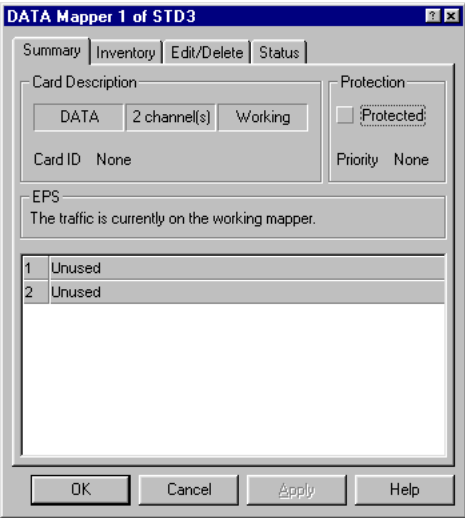 DATA Mapper 1 of STD3
Summary Inventory Edit/Delete Status
Card Description
DATA 2 channel(s) Working
Card ID None
Protection
Protected
Priority None
EPS
The traffic is currently on the working mapper.
1 Unused
2 Unused
OK Cancel Apply Help